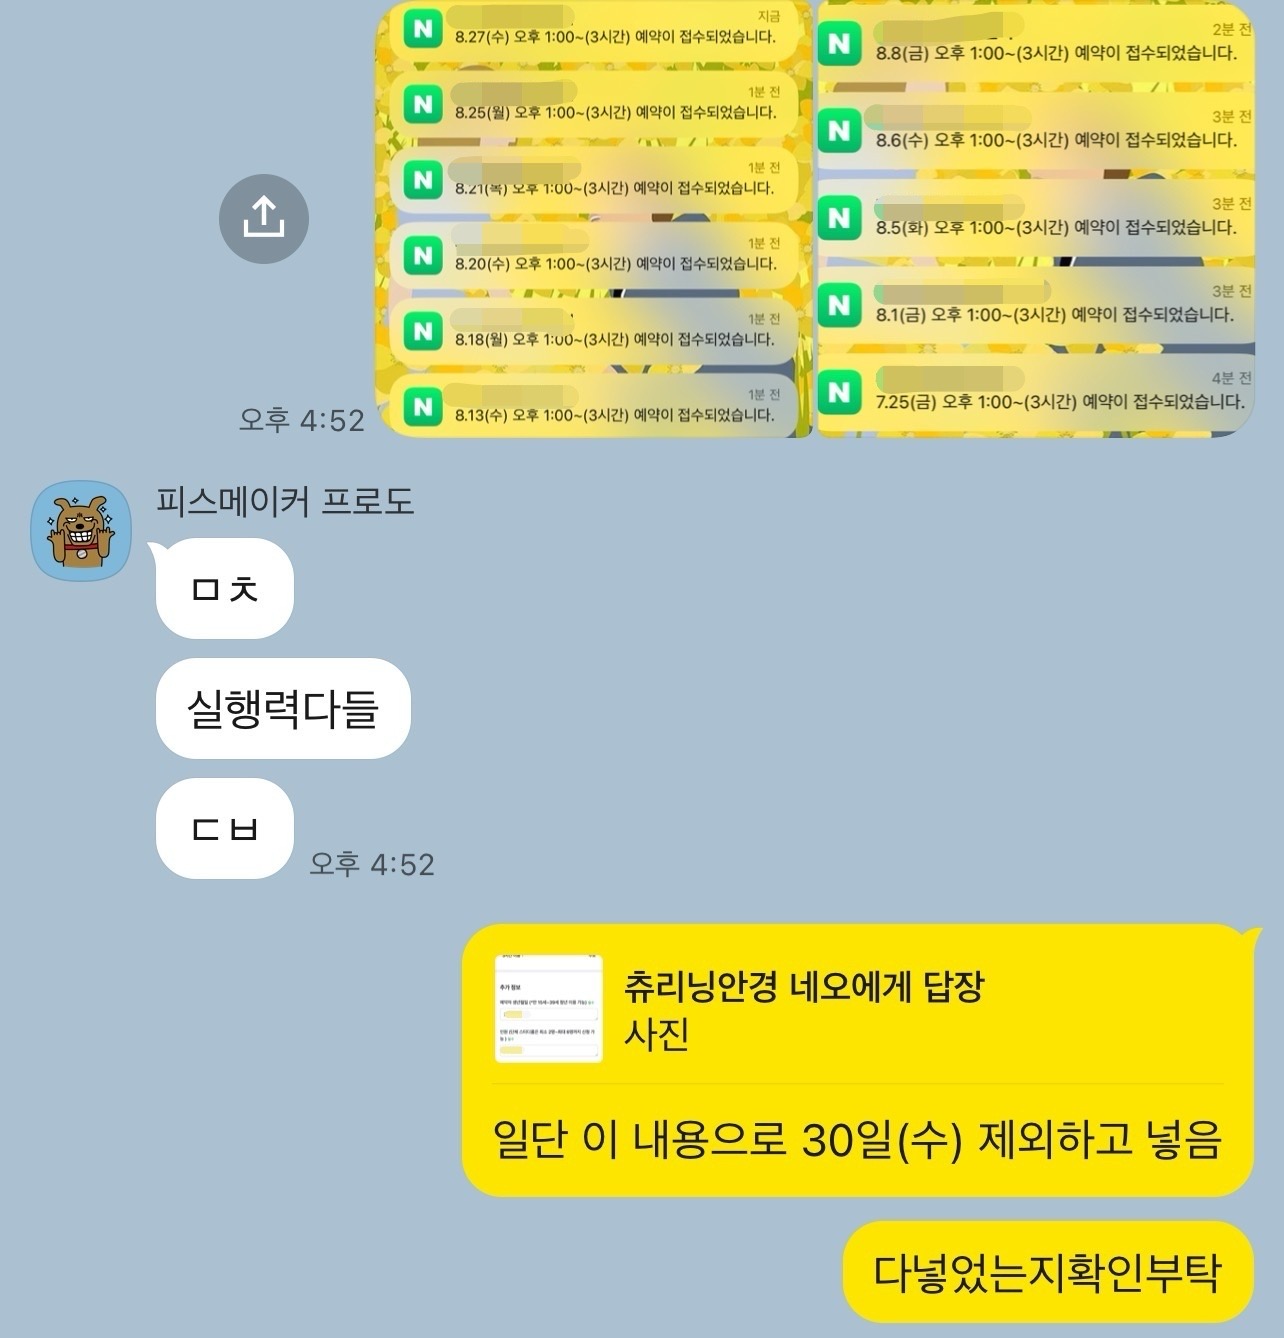 N
지금
8.27(수) 오후 1:00~(3시간) 예약이 접수되었습니다.
N
1분 전
8.25(월) 오후 1:00~(3시간) 예약이 접수되었습니다.
N
1분 전
8.21(목) 오후 1:00~(3시간) 예약이 접수되었습니다.
N
1분 전
8.20(수) 오후 1:00~(3시간) 예약이 접수되었습니다.
N
1분 전
8.18(월) 오후 1:00~(3시간) 예약이 접수되었습니다.
N
1분 전
8.13(수) 오후 1:00~(3시간) 예약이 접수되었습니다.
N
2분 전
8.8(금) 오후 1:00~(3시간) 예약이 접수되었습니다.
N
3분 전
8.6(수) 오후 1:00~(3시간) 예약이 접수되었습니다.
N
3분 전
8.5(화) 오후 1:00~(3시간) 예약이 접수되었습니다.
N
3분 전
8.1(금) 오후 1:00~(3시간) 예약이 접수되었습니다.
N
4분 전
7.25(금) 오후 1:00~(3시간) 예약이 접수되었습니다.
오후 4:52
피스메이커 프로도
ㅁㅊ
실행력다들
ㄷㅂ
오후 4:52
추가 정보
츄리닝안경 네오에게 답장
사진
일단 이 내용으로 30일(수) 제외하고 넣음
다넣었는지확인부탁